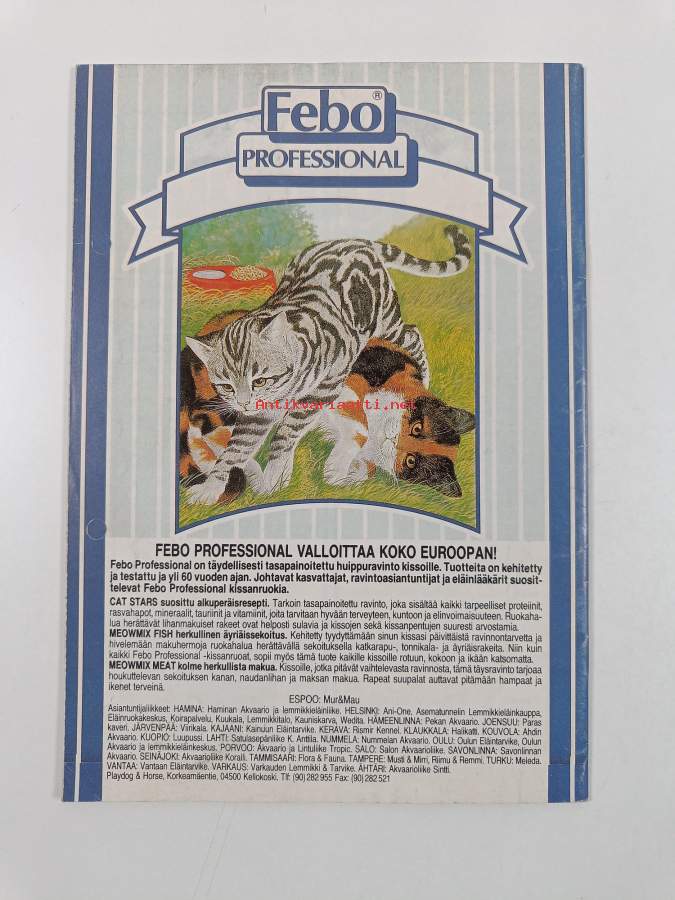 Febo®
PROFESSIONAL
Antikvariaatti.net
FEBO PROFESSIONAL VALLOITTAA KOKO EUROOPAN!
Febo Professional on täydellisesti tasapainoitettu huippuravinto kissoille. Tuotteita on kehitetty
ja testattu ja yli 60 vuoden ajan. Johtavat kasvattajat, ravintoasiantuntijat ja eläinlääkärit suosit-
televat Febo Professional kissanruokia.
CAT STARS suosittu alkuperäisresepti. Tarkoin tasapainoitettu ravinto, joka sisältää kaikki tarpeelliset proteiinit,
rasvahapot, mineraalit, tauriinit ja vitamiinit, joita tarvitaan hyvään terveyteen, kuntoon ja elinvoimaisuuteen. Ruokaha-
lua herättävät lihanmakuiset rakeet ovat helposti sulavia ja kissojen sekä kissanpentujen suuresti arvostamia.
MEOWMIX FISH herkullinen äyriäissekoitus. Kehitetty tyydyttämään sinun kissasi päivittäistä ravinnontarvetta ja
hivelemään makuhermoja ruokahalua herättävällä sekoituksella katkarapu-, tonnikala- ja äyriäisrakeita. Niin kuin
kaikki Febo Professional -kissanruoat, sopii myös tämä tuote kaikille kissoille rotuun, kokoon ja ikään katsomatta.
MEOWMIX MEAT kolme herkullista makua. Kissoille, jotka pitävät vaihtelevasta ravinnosta, tämä täysravinto tarjoaa
houkuttelevan sekoituksen kanan, naudanlihan ja maksan makua. Rapeat suupalat auttavat pitämään hampaat ja
ikenet terveinä.
ESPOO: Mur&Mau
Asiantuntijaliikkeet: HAMINA: Haminan Akvaario ja lemmikkieläinliike. HELSINKI: Ani-One, Asematunnelin Lemmikkieläinkauppa,
Eläinruokakeskus, Koirapalvelu, Kuukala, Lemmikkitalo, Kauniskarva, Wedita. HÄMEENLINNA: Pekan Akvaario. JOENSUU: Paras
kaveri. JÄRVENPÄÄ: Viirikala. KAJAANI: Kainuun Eläintarvike. KERAVA: Rismir Kennel. KLAUKKALA: Halikatti. KOUVOLA: Ahdin
Akvaario. KUOPIO: Luupussi. LAHTI: Satulasepänliike K. Anttila. NUMMELA: Nummelan Akvaario. OULU: Oulun Eläintarvike, Oulun
Akvaario ja lemmikkieläinkeskus. PORVOO: Akvaario ja Lintuliike Tropic. SALO: Salon Akvaarioliike. SAVONLINNA: Savonlinnan
Akvaario. SEINÄJOKI: Akvaarioliike Koralli. TAMMISAARI: Flora & Fauna. TAMPERE: Musti & Mirri, Riimu & Remmi. TURKU: Meleda.
VANTAA: Vantaan Eläintarvike. VARKAUS: Varkauden Lemmikki & Tarvike. ÄHTÄRI: Akvaarioliike Sintti.
Playdog & Horse, Korkeamäentie, 04500 Kellokoski. Tlf: (90) 282 955 Fax: (90) 282 521